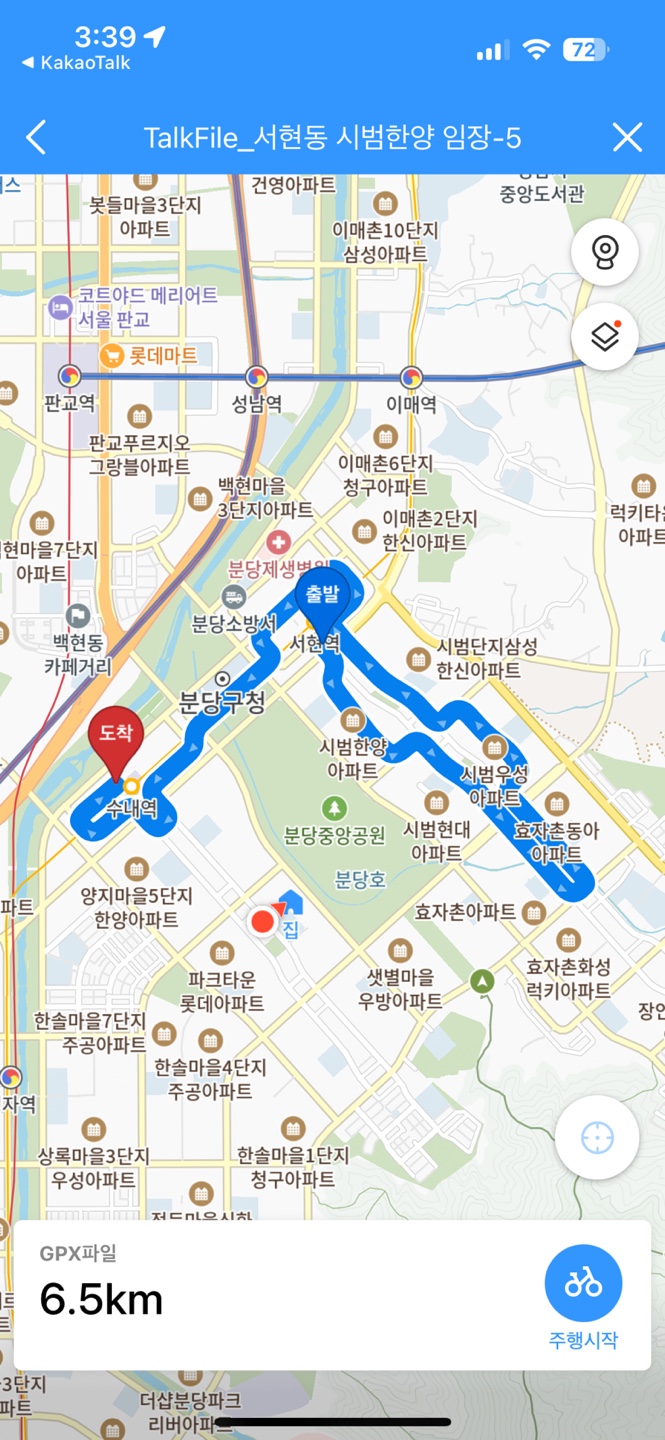 3:39
72
◀ KakaoTalk
TalkFile_서현동 시범한양 임장-5
건영아파트
중앙도서관
봇들마을3단지
아파트
이매촌10단지
삼성아파트
코트야드 메리어트
서울 판교
롯데마트
판교역
성남역
이매역
판교푸르지오
그랑블아파트
이매촌6단지
청구아파트
백현마을
3단지아파트
이매촌2단지
한신아파트
현마을7단지
아파트
분당제생병원
출발
분당소방서
서현역
백현동
카페거리
시범단지삼성
한신아파트
분당구청
도착
시범한양
아파트
시범우성
아파트
수내역
분당중앙공원
시범현대
아파트
효자촌동아
아파트
분당호
양지마을5단지
한양아파트
파트
집
효자촌아파트
파크타운
롯데아파트
샛별마을
우방아파트
효자촌화성
럭키아파트
한솔마을7단지
주공아파트
한솔마을4단지
주공아파트
자역
상록마을3단지
우성아파트
한솔마을1단지
청구아파트
GPX파일
6.5km
주행시작
3단지
파트
더샵분당파크
리버아파트